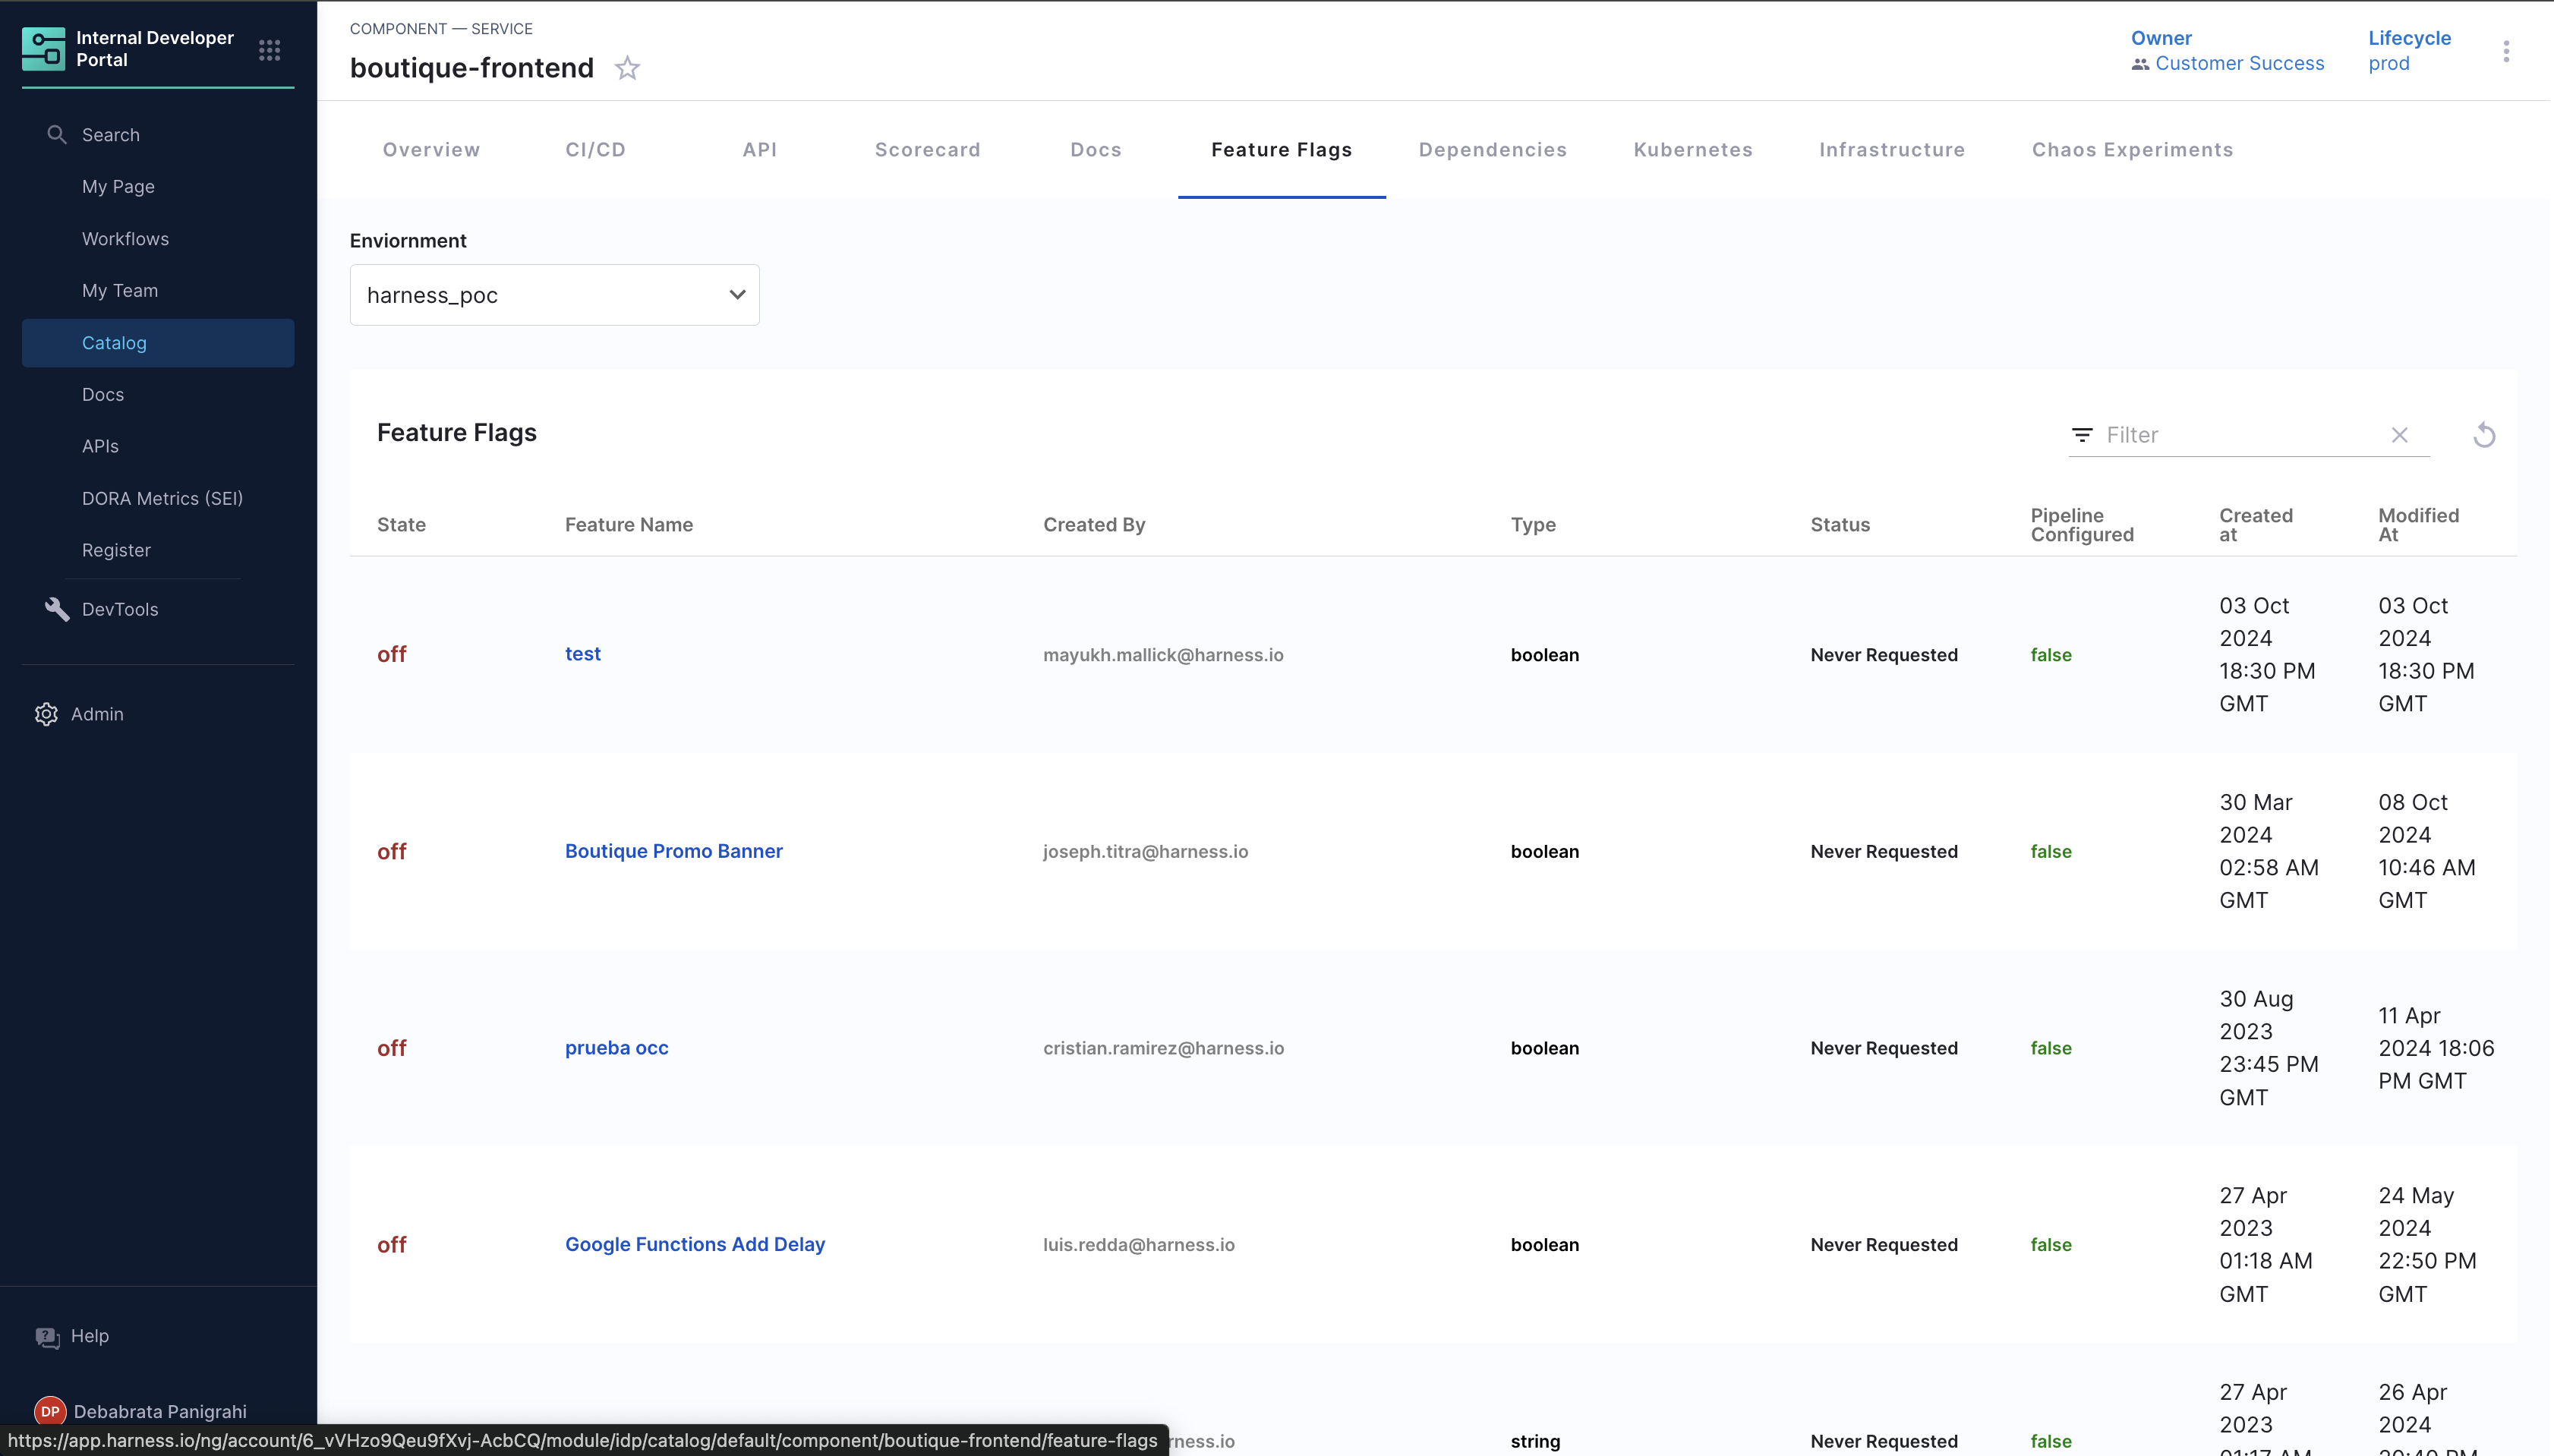 Internal Developer
Portal
Search
My Page
Workflows
My Team
Catalog
Docs
APIs
DORA Metrics (SEI)
Register
DevTools
Admin
Help
DP Debabrata Panigrahi
COMPONENT — SERVICE
boutique-frontend
Owner
Customer Success
Lifecycle
prod
Overview CI/CD API Scorecard Docs Feature Flags Dependencies Kubernetes Infrastructure Chaos Experiments
Enviornment
harness_poc
Feature Flags
Filter
State Feature Name Created By Type Status Pipeline Configured Created at Modified At
off test mayukh.mallick@harness.io boolean Never Requested false
03 Oct
2024
18:30 PM
GMT
03 Oct
2024
18:30 PM
GMT
off Boutique Promo Banner joseph.titra@harness.io boolean Never Requested false
30 Mar
2024
02:58 AM
GMT
08 Oct
2024
10:46 AM
GMT
off prueba occ cristian.ramirez@harness.io boolean Never Requested false
30 Aug
2023
23:45 PM
GMT
11 Apr
2024 18:06
PM GMT
off Google Functions Add Delay luis.redda@harness.io boolean Never Requested false
27 Apr
2023
01:18 AM
GMT
24 May
2024
22:50 PM
GMT
string Never Requested false
27 Apr
2023
26 Apr
2024
https://app.harness.io/ng/account/6_vVHzo9Qeu9fXvj-AcbCQ/module/idp/catalog/default/component/boutique-frontend/feature-flags